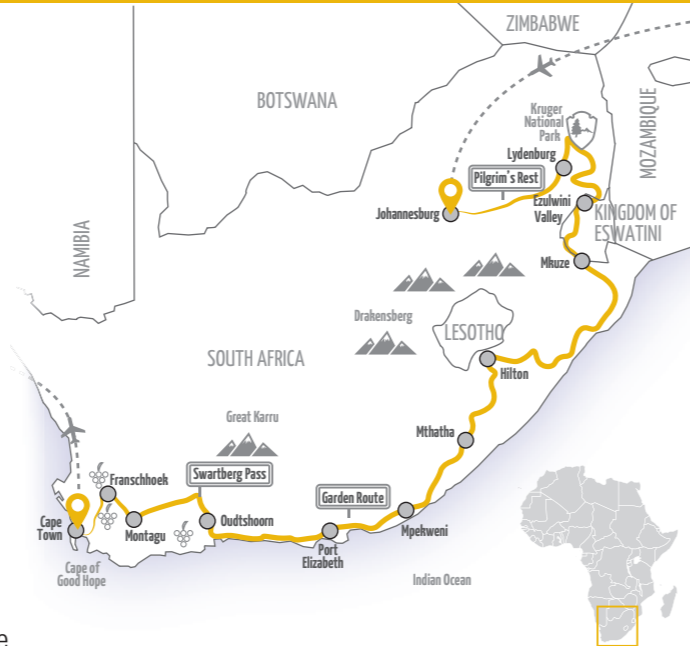 ZIMBABWE
BOTSWANA
MOZAMBIQUE
NAMIBIA
Kruger
National
Park
Lydenburg
Pilgrim's Rest
Johannesburg
Ezulwini
Valley
KINGDOM OF
ESWATINI
Mkuze
Drakensberg
LESOTHO
SOUTH AFRICA
Hilton
Great Karru
Mthatha
Franschhoek
Swartberg Pass
Garden Route
Cape
Town
Montagu
Oudtshoorn
Port
Elizabeth
Mpekweni
Cape of
Good Hope
Indian Ocean
e